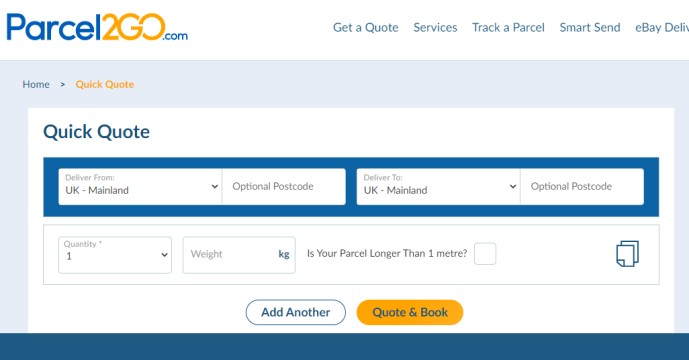 Parcel2GO.com
Get a Quote Services Track a Parcel Smart Send eBay Deliv
Home > Quick Quote
Quick Quote
Deliver From:
UK - Mainland
Optional Postcode
Deliver To:
UK - Mainland
Optional Postcode
Quantity *
1
Weight kg
Is Your Parcel Longer Than 1 metre?
Add Another
Quote & Book